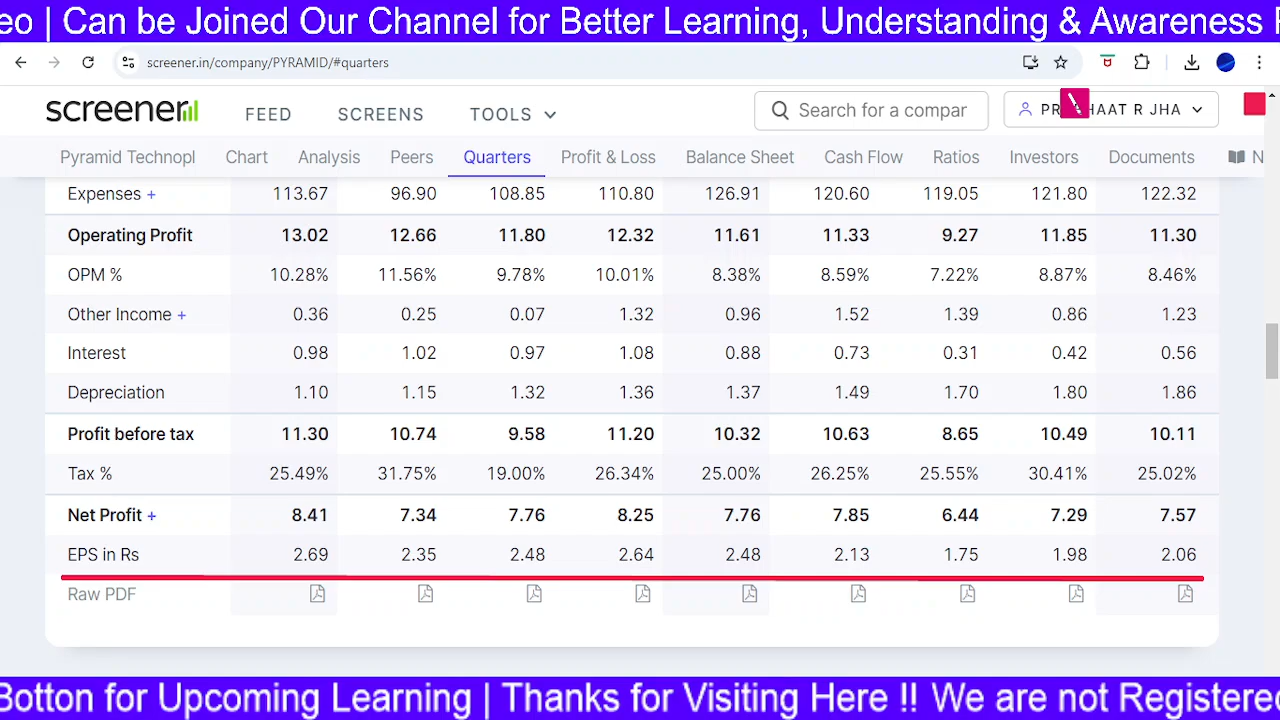 eo | Can be Joined Our Channel for Better Learning, Understanding & Awareness
screener.in/company/PYRAMID/#quarters
screener FEED SCREENS TOOLS Search for a compar PR HAAT R JHA
Pyramid Technopl Chart Analysis Peers Quarters Profit & Loss Balance Sheet Cash Flow Ratios Investors Documents N
Expenses + 113.67 96.90 108.85 110.80 126.91 120.60 119.05 121.80 122.32
Operating Profit 13.02 12.66 11.80 12.32 11.61 11.33 9.27 11.85 11.30
OPM % 10.28% 11.56% 9.78% 10.01% 8.38% 8.59% 7.22% 8.87% 8.46%
Other Income + 0.36 0.25 0.07 1.32 0.96 1.52 1.39 0.86 1.23
Interest 0.98 1.02 0.97 1.08 0.88 0.73 0.31 0.42 0.56
Depreciation 1.10 1.15 1.32 1.36 1.37 1.49 1.70 1.80 1.86
Profit before tax 11.30 10.74 9.58 11.20 10.32 10.63 8.65 10.49 10.11
Tax % 25.49% 31.75% 19.00% 26.34% 25.00% 26.25% 25.55% 30.41% 25.02%
Net Profit + 8.41 7.34 7.76 8.25 7.76 7.85 6.44 7.29 7.57
EPS in Rs 2.69 2.35 2.48 2.64 2.48 2.13 1.75 1.98 2.06
Raw PDF
Botton for Upcoming Learning | Thanks for Visiting Here !! We are not Registered